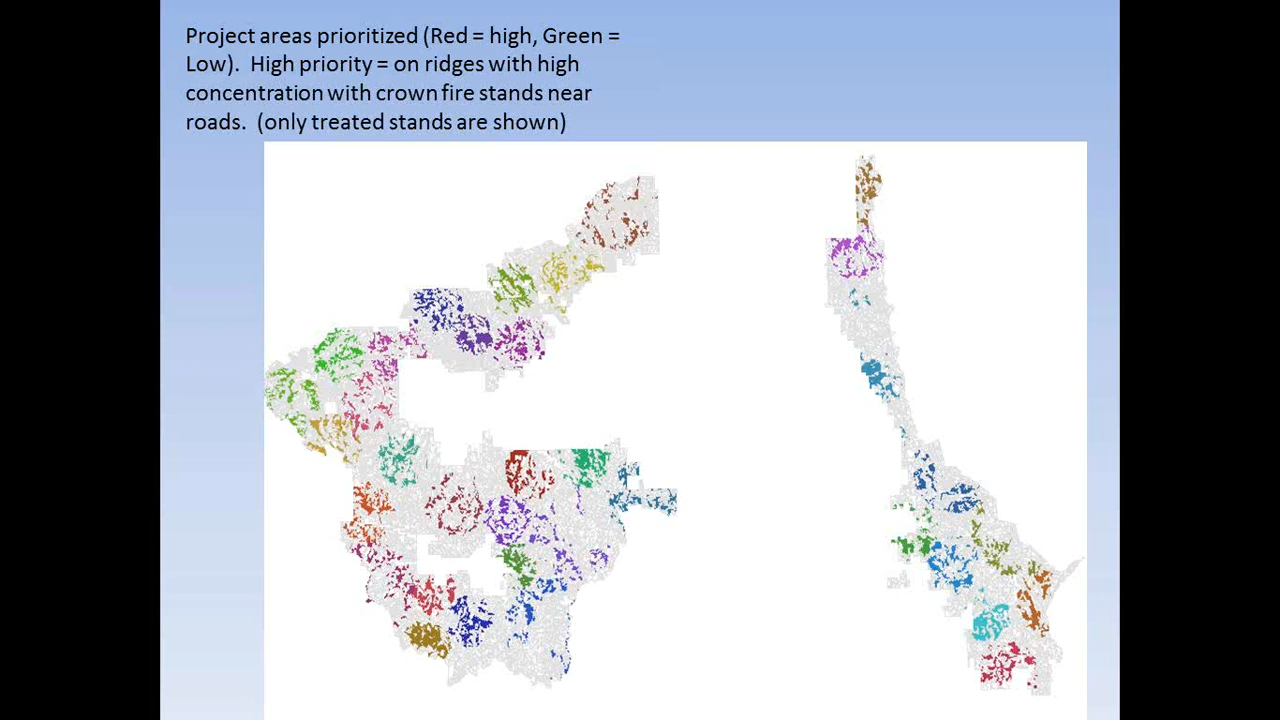 Project areas prioritized (Red = high, Green =
Low).  High priority = on ridges with high
concentration with crown fire stands near
roads.  (only treated stands are shown)